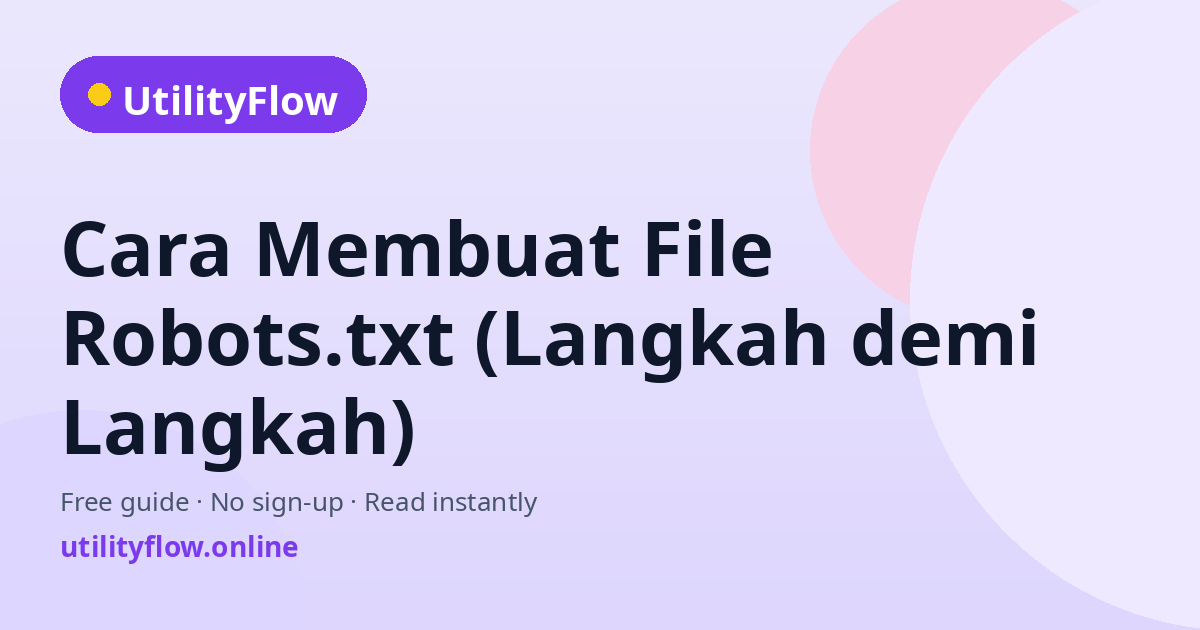 UtilityFlow
Cara Membuat File
Robots.txt (Langkah demi
Langkah)
Free guide · No sign-up · Read instantly
utilityflow.online